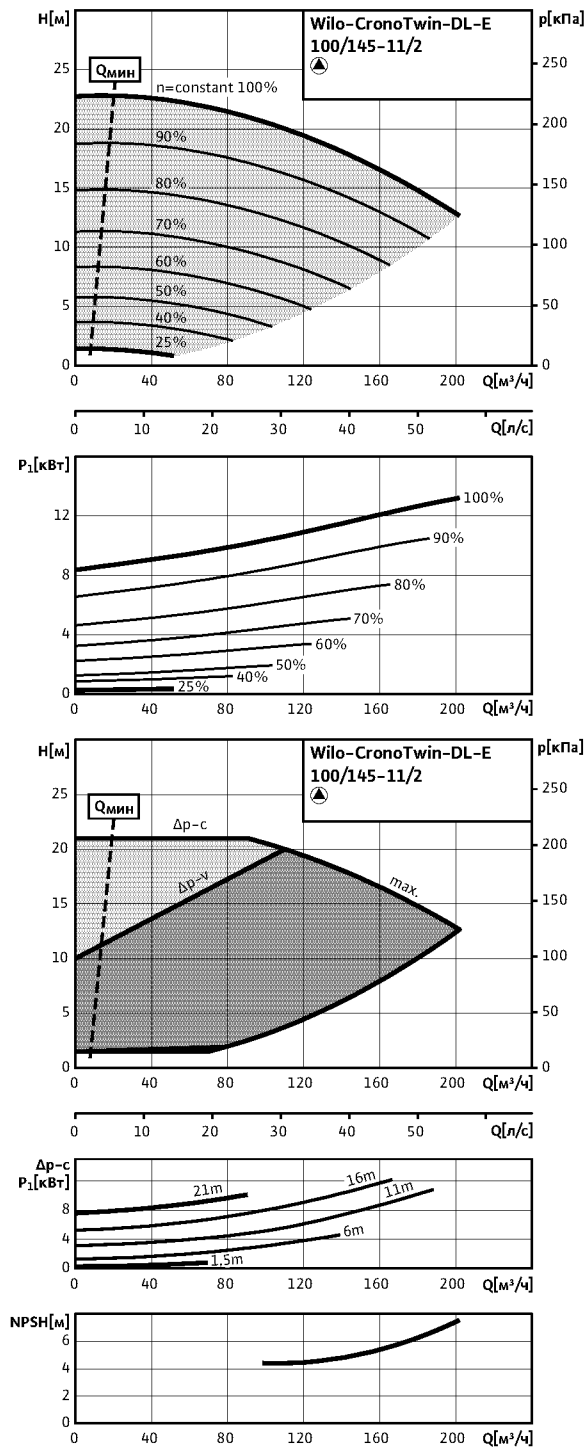 H[м]
Wilo-CronoTwin-DL-E
100/145-11/2
p[кПа]
Qмин
n=constant 100%
90%
80%
70%
60%
50%
40%
25%
25
20
15
10
5
0
250
200
150
100
50
0
0 40 80 120 160 200 Q[м³/ч]
0 10 20 30 40 50 Q[л/с]
P₁[кВт]
12
8
4
0
100%
90%
80%
70%
60%
50%
40%
25%
0 40 80 120 160 200 Q[м³/ч]
H[м]
Wilo-CronoTwin-DL-E
100/145-11/2
p[кПа]
Qмин
Δp-c
Δp-v
max.
25
20
15
10
5
0
250
200
150
100
50
0
0 40 80 120 160 200 Q[м³/ч]
0 10 20 30 40 50 Q[л/с]
Δp-c
P₁[кВт]
8
4
0
21m
16m
11m
6m
1,5m
0 40 80 120 160 200 Q[м³/ч]
NPSH[м]
6
4
2
0
0 40 80 120 160 200 Q[м³/ч]